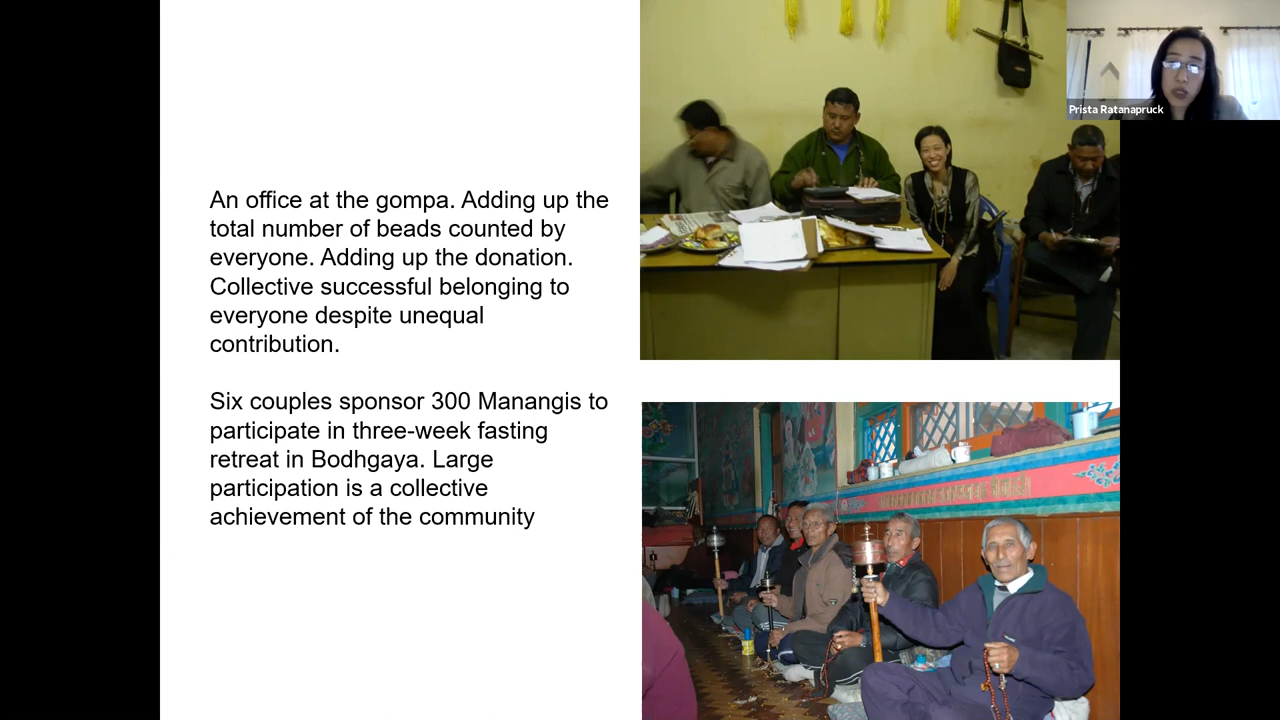 An office at the gompa. Adding up the
total number of beads counted by
everyone. Adding up the donation.
Collective successful belonging to
everyone despite unequal
contribution.
Six couples sponsor 300 Manangis to
participate in three-week fasting
retreat in Bodhgaya. Large
participation is a collective
achievement of the community
Prista Ratanapruck